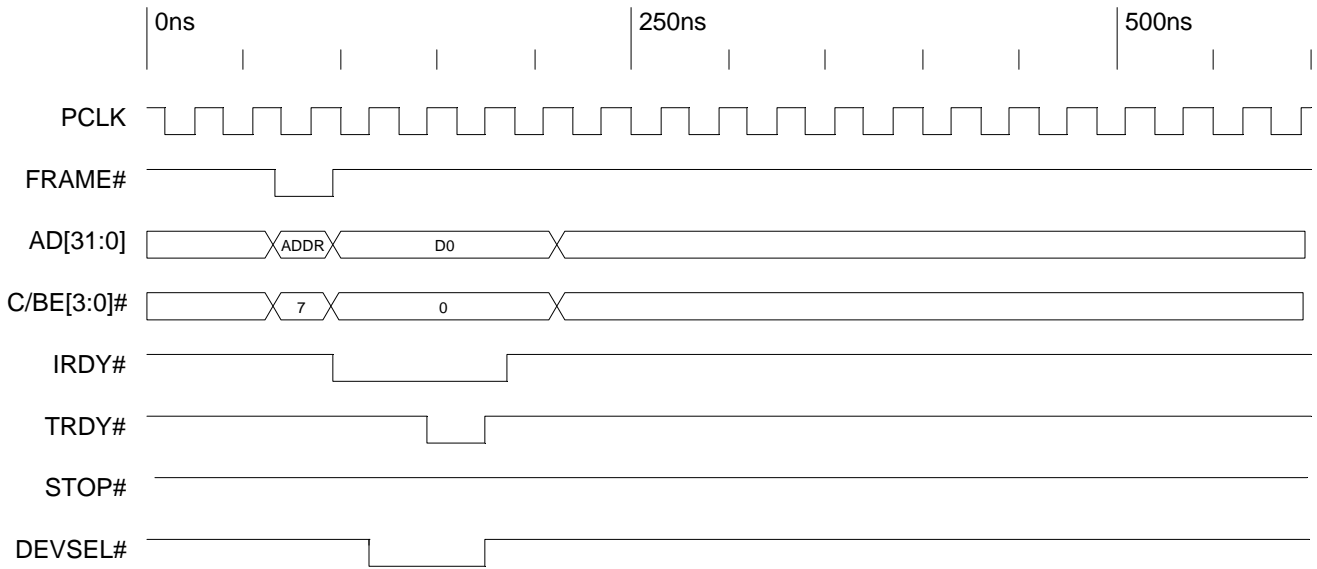 0ns 250ns 500ns
PCLK
FRAME#
AD[31:0] ADDR D0
C/BE[3:0]# 7 0
IRDY#
TRDY#
STOP#
DEVSEL#